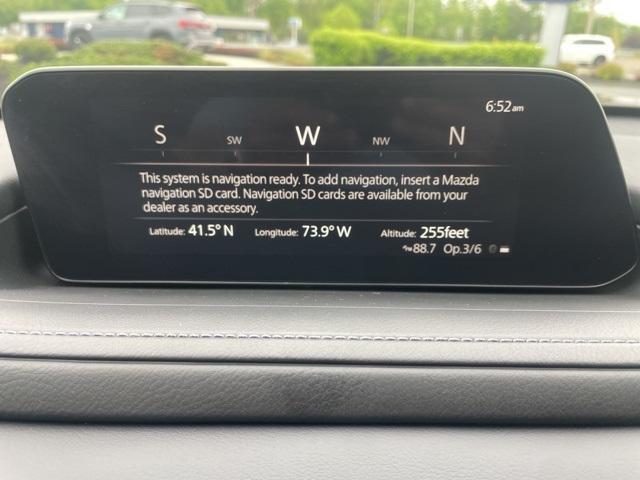 6:52am
S SW W NW N
This system is navigation ready. To add navigation, insert a Mazda
navigation SD card. Navigation SD cards are available from your
dealer as an accessory.
Latitude: 41.5° N Longitude: 73.9° W Altitude: 255feet
88.7 Op.3/6